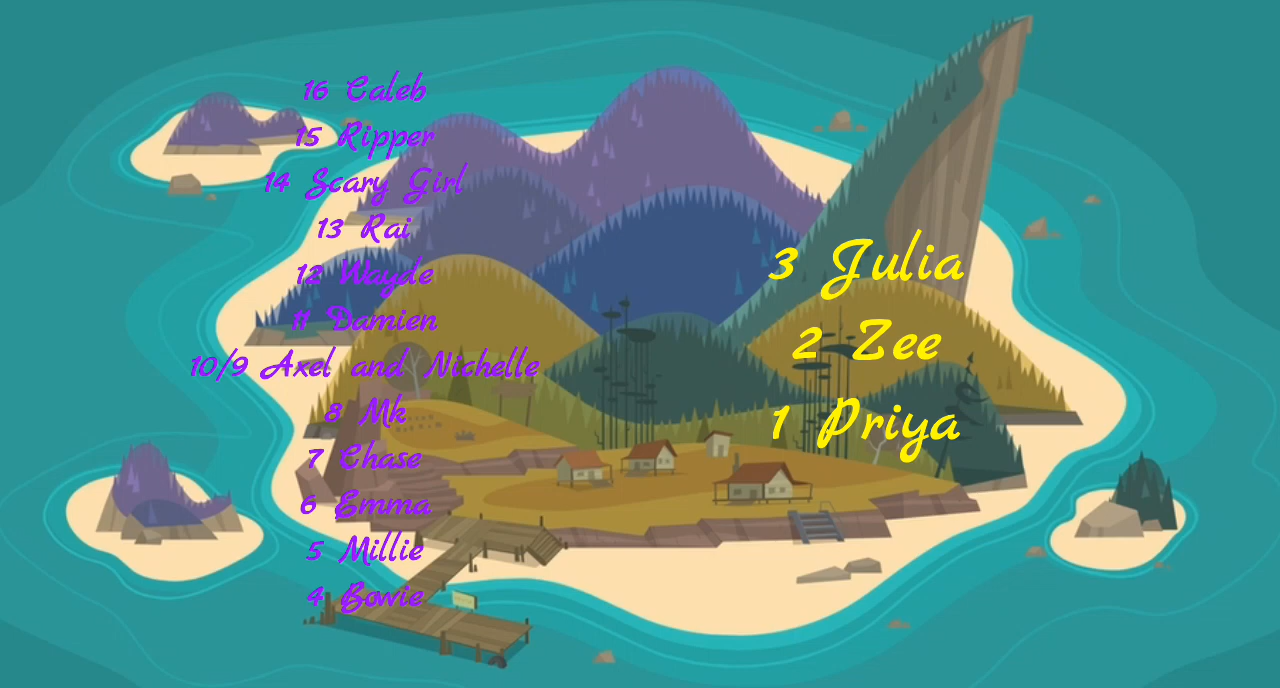 16 Caleb
15 Ripper
14 Scary Girl
13 Rai
12 Wayde
11 Damien
10/9 Axel and Nichelle
8 Mk
7 Chase
6 Emma
5 Millie
4 Bowie
3 Julia
2 Zee
1 Priya